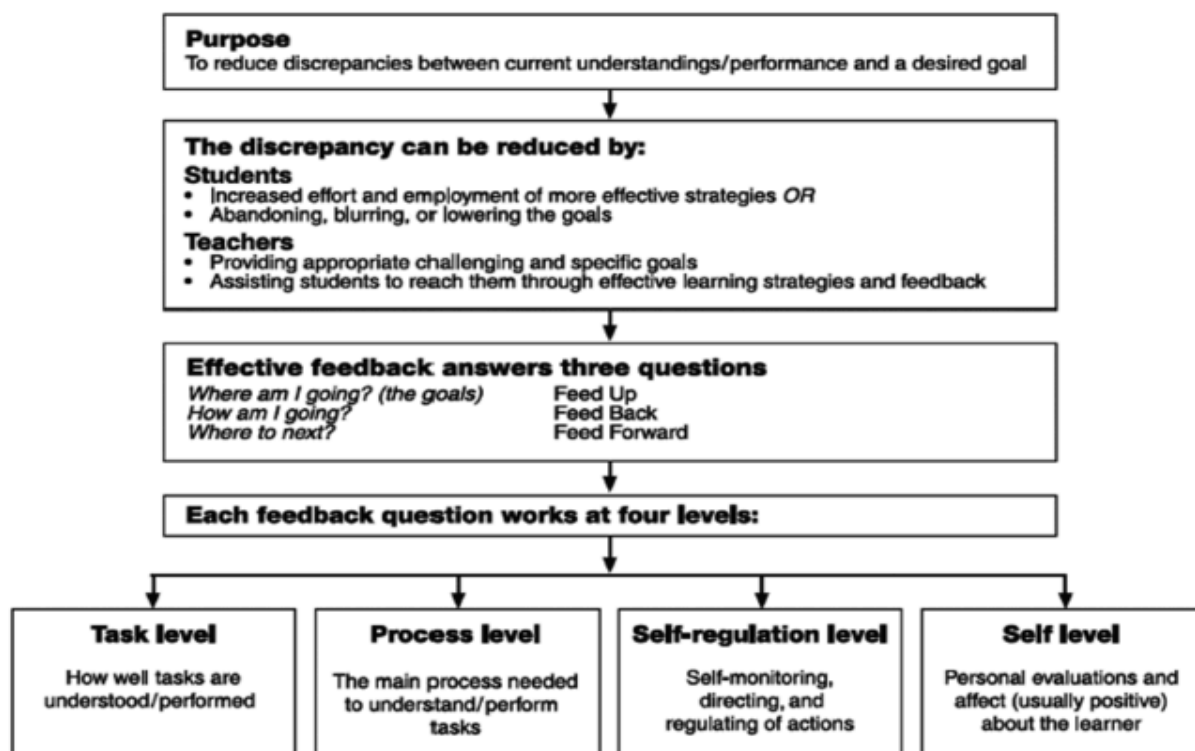 Purpose
To reduce discrepancies between current understandings/performance and a desired goal
The discrepancy can be reduced by:
Students
• Increased effort and employment of more effective strategies OR
• Abandoning, blurring, or lowering the goals
Teachers
• Providing appropriate challenging and specific goals
• Assisting students to reach them through effective learning strategies and feedback
Effective feedback answers three questions
Where am I going? (the goals) Feed Up
How am I going? Feed Back
Where to next? Feed Forward
Each feedback question works at four levels:
Task level
How well tasks are
understood/performed
Process level
The main process needed
to understand/perform
tasks
Self-regulation level
Self-monitoring,
directing, and
regulating of actions
Self level
Personal evaluations and
affect (usually positive)
about the learner